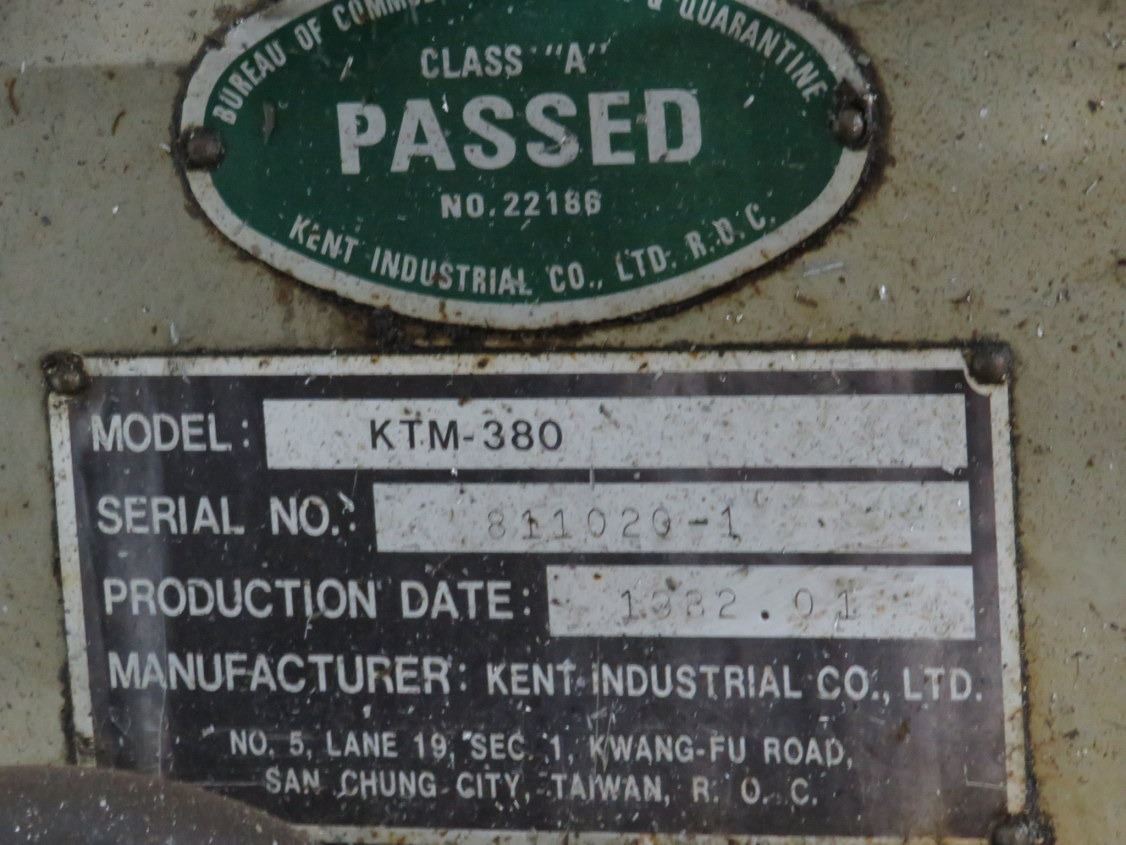 BUREAU OF & QUARANTINE
CLASS "A"
PASSED
NO.22186
KENT INDUSTRIAL CO., LTD. R.O.C.
MODEL: KTM-380
SERIAL NO.: 811020-1
PRODUCTION DATE: 1982.01
MANUFACTURER: KENT INDUSTRIAL CO., LTD.
NO. 5, LANE 19, SEC. 1, KWANG-FU ROAD,
SAN CHUNG CITY, TAIWAN, R. O. C.